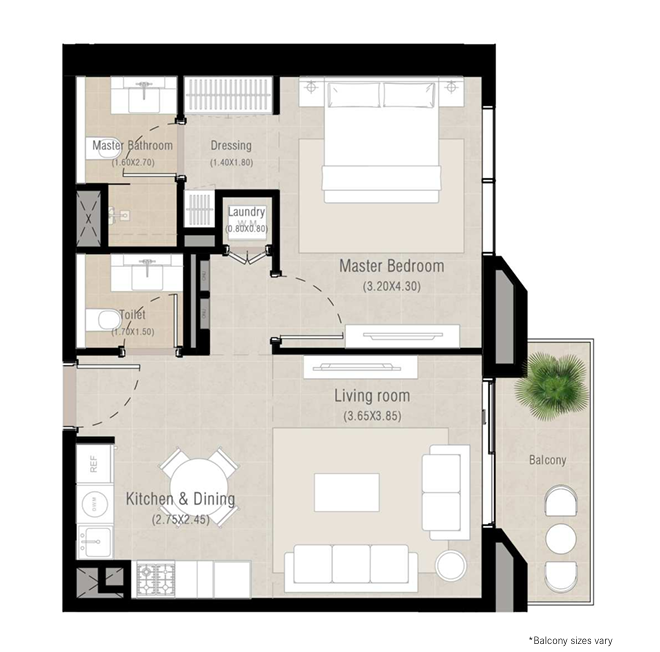 Master Bathroom
(1.60X2.70)
Dressing
(1.40X1.80)
Laundry
W.M
(0.80X0.80)
Master Bedroom
(3.20X4.30)
Toilet
(1.70X1.50)
Living room
(3.65X3.85)
REF
Balcony
Kitchen & Dining
(2.75X2.45)
*Balcony sizes vary